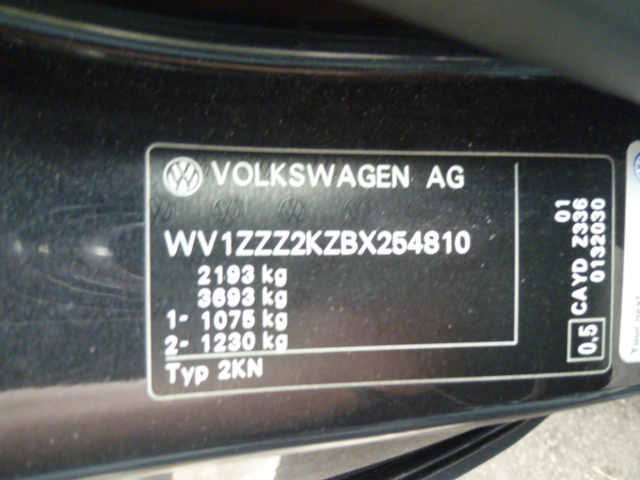 VOLKSWAGEN AG
WV1ZZZ2KZBX254810
2193 kg
3693 kg
1- 1075 kg
2- 1230 kg
Typ 2KN
0,5
CAYD Z336 01
0132030